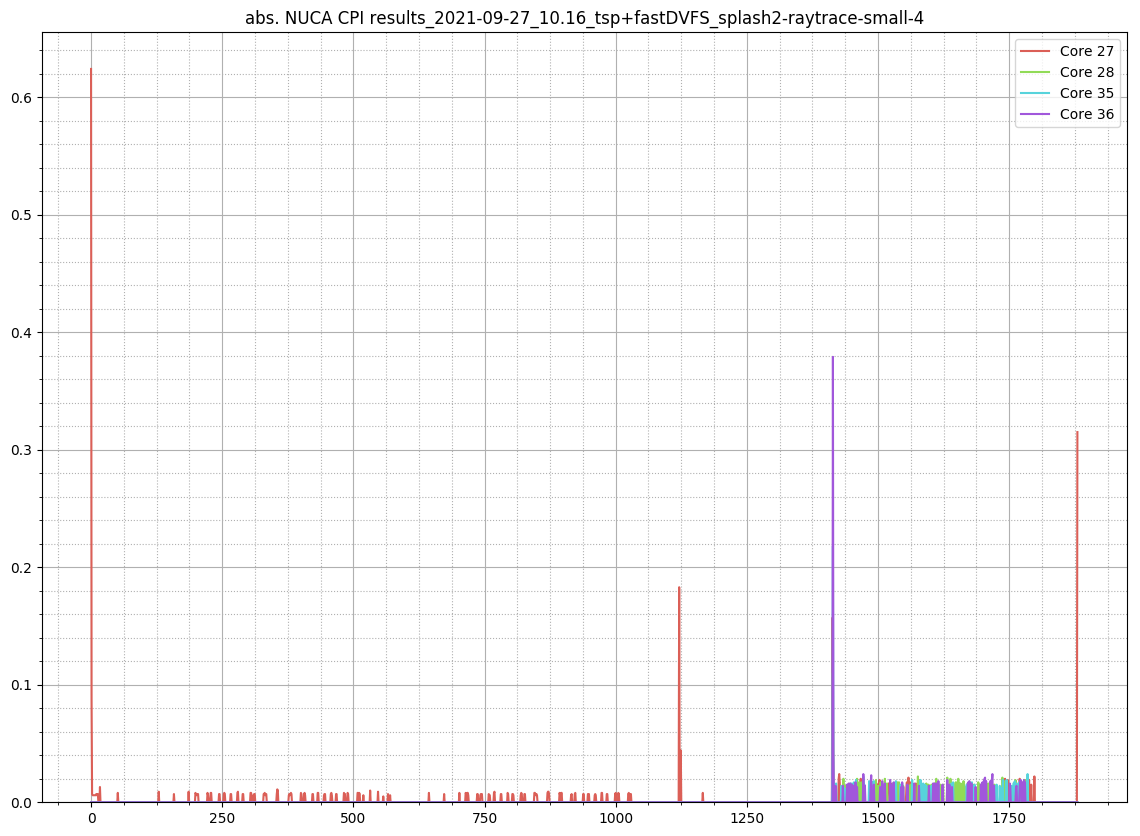 abs. NUCA CPI results_2021-09-27_10.16_tsp+fastDVFS_splash2-raytrace-small-4
Core 27
Core 28
Core 35
Core 36
0.6
0.5
0.4
0.3
0.2
0.1
0.0
0 250 500 750 1000 1250 1500 1750